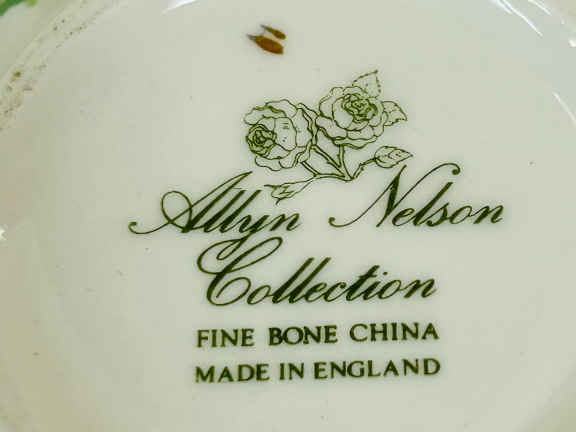 Allyn Nelson
Collection
FINE BONE CHINA
MADE IN ENGLAND